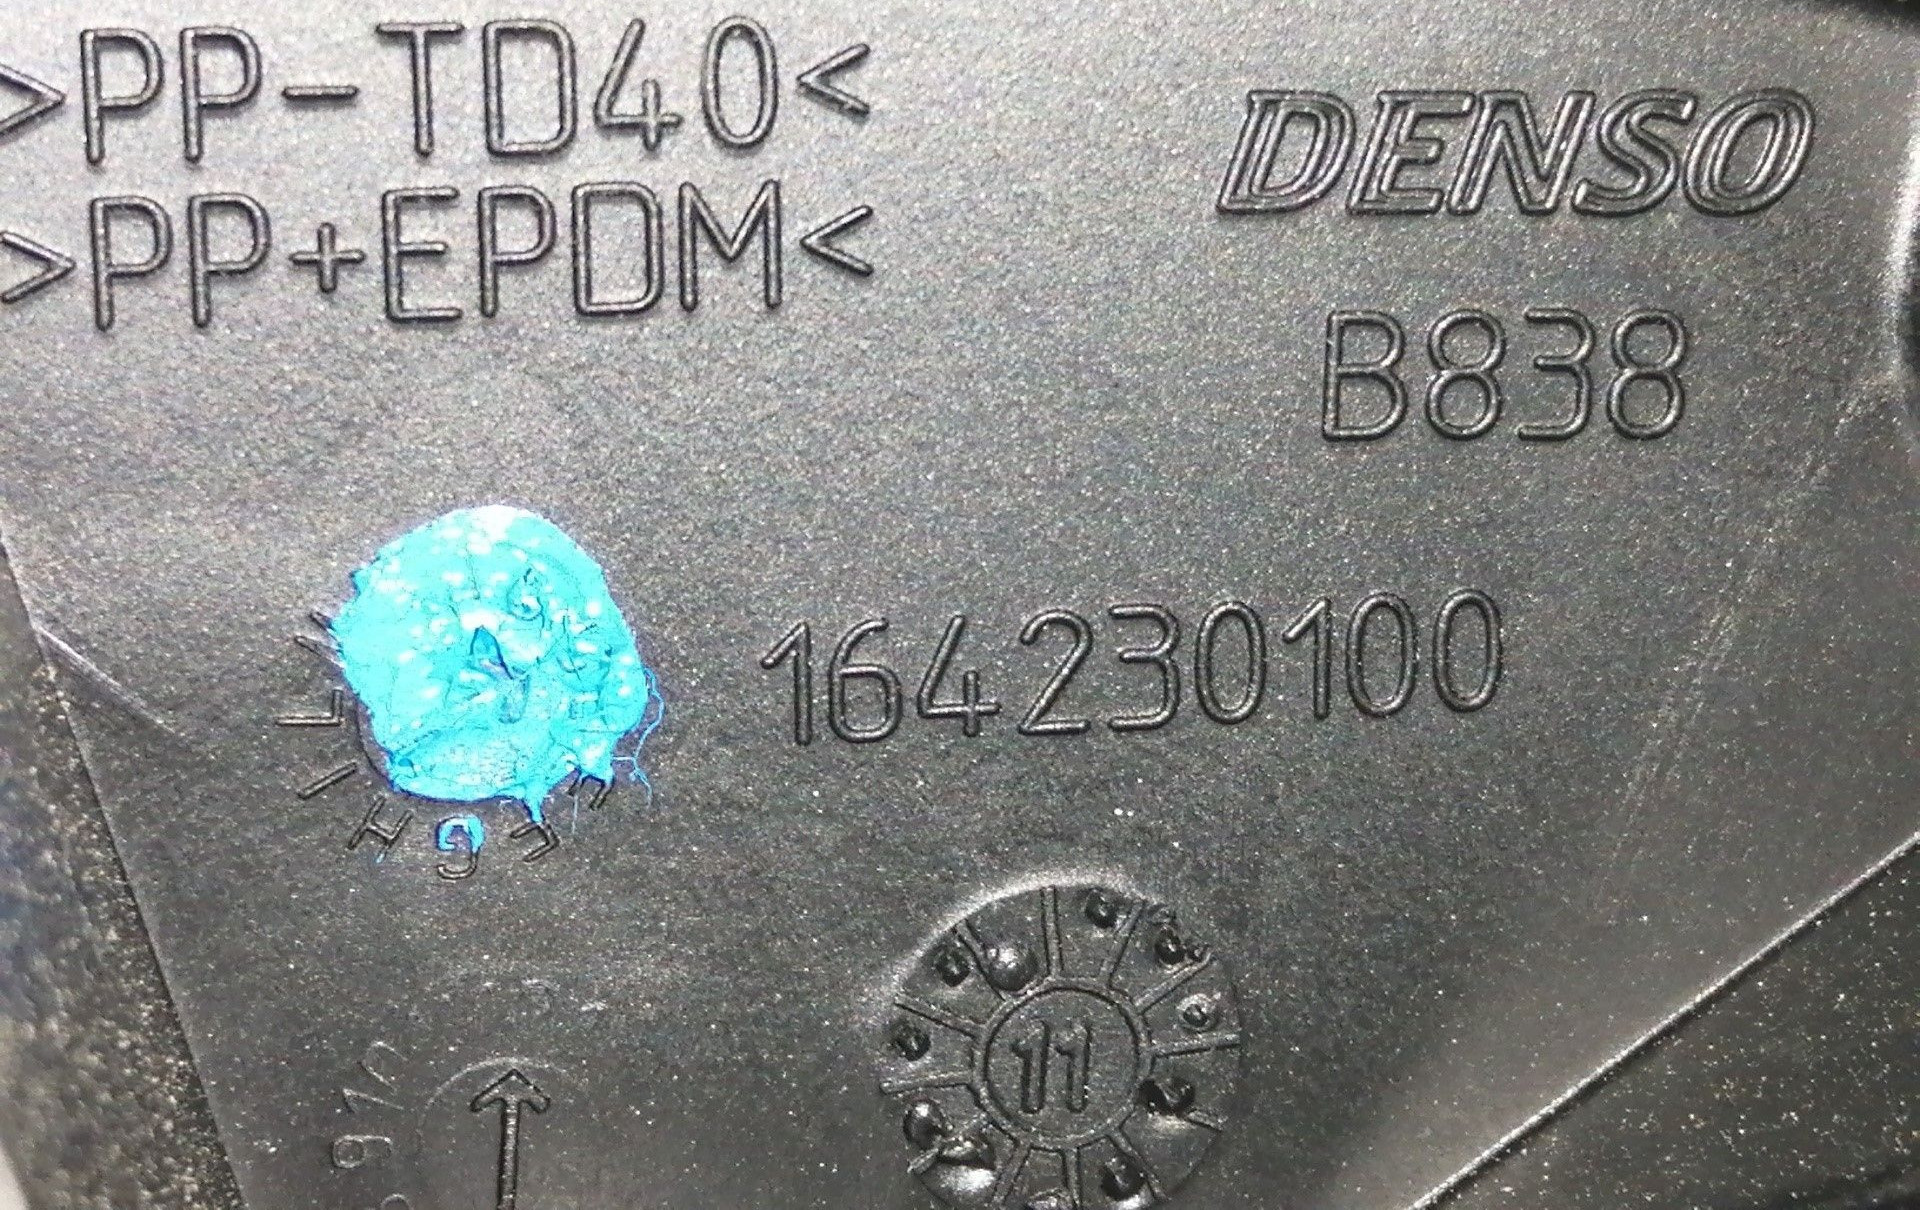 >PP-TD40<
>PP+EPDM<
DENSO
B838
164230100
L
I
H
G
11